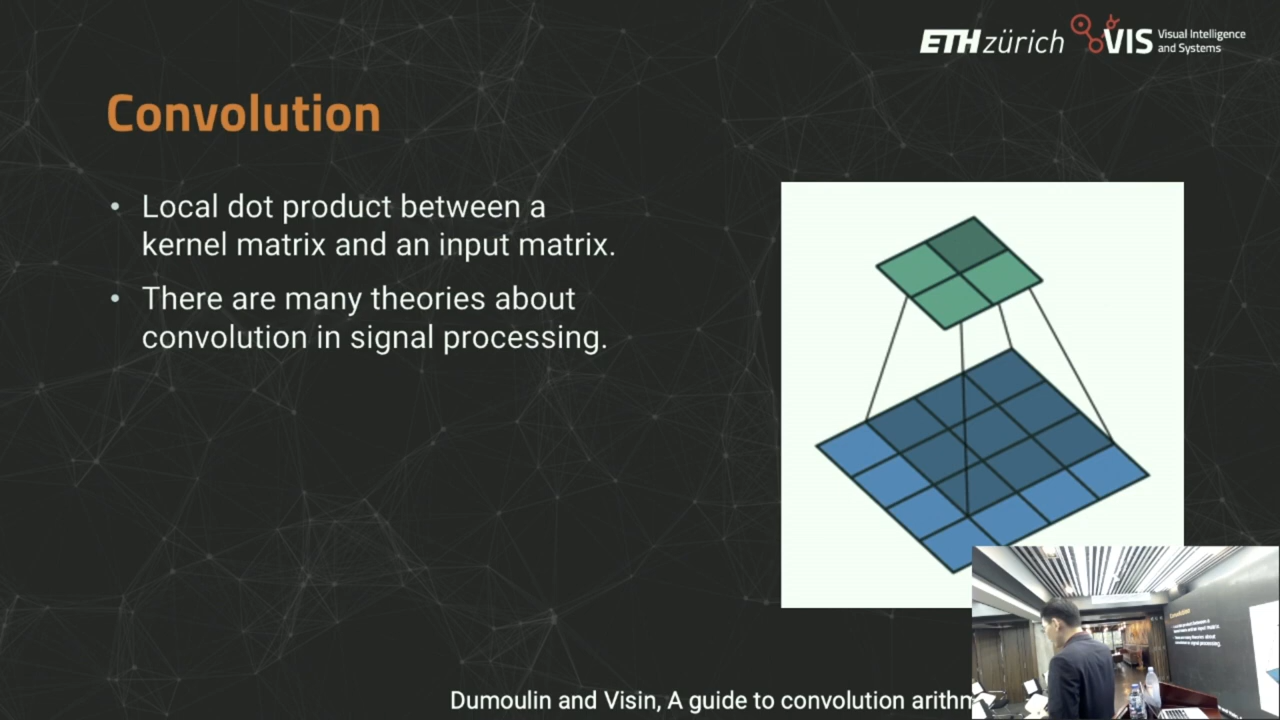 ETH zürich VIS Visual Intelligence
and Systems
Convolution
• Local dot product between a
kernel matrix and an input matrix.
• There are many theories about
convolution in signal processing.
Dumoulin and Visin, A guide to convolution